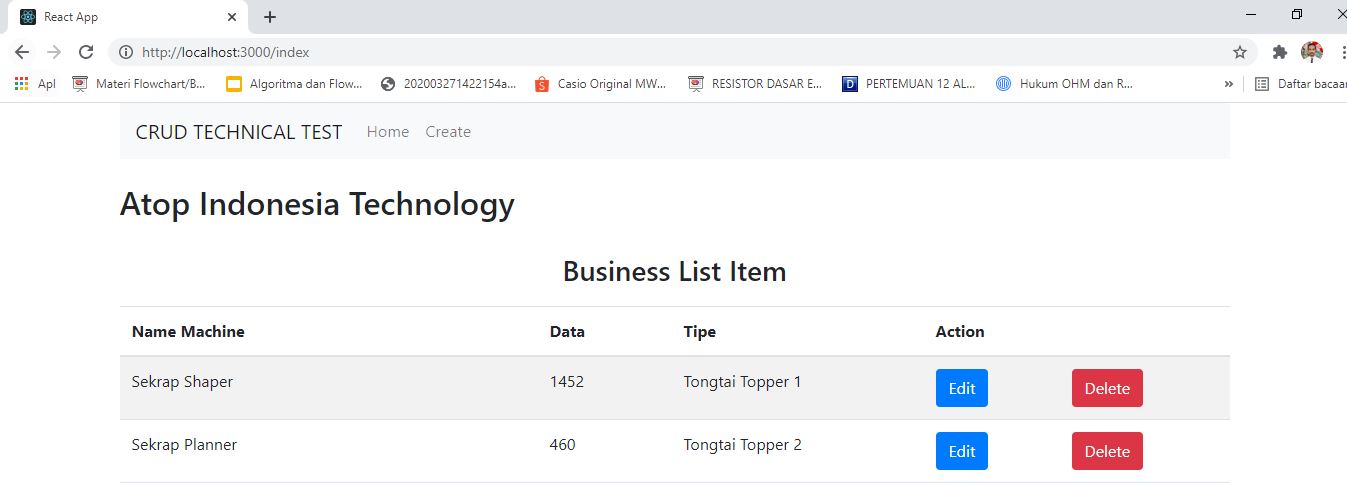 React App
http://localhost:3000/index
Apl Materi Flowchart/B... Algoritma dan Flow... 202003271422154a... Casio Original MW... RESISTOR DASAR E... PERTEMUAN 12 AL... Hukum OHM dan R... » Daftar bacaan
CRUD TECHNICAL TEST Home Create
Atop Indonesia Technology
Business List Item
Name Machine Data Tipe Action
Sekrap Shaper 1452 Tongtai Topper 1 Edit Delete
Sekrap Planner 460 Tongtai Topper 2 Edit Delete